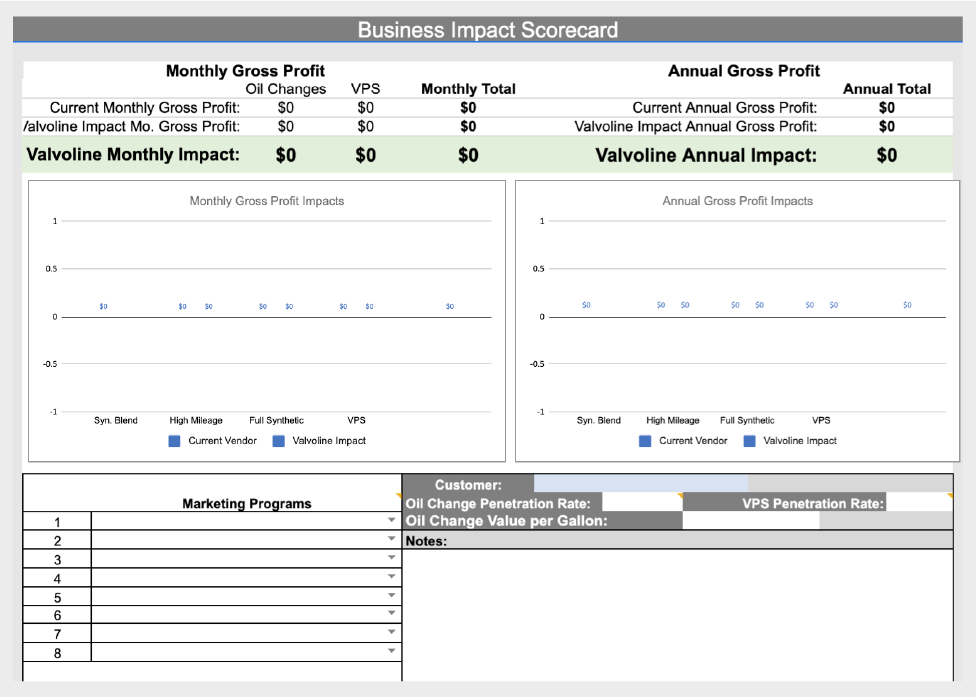 Business Impact Scorecard
Monthly Gross Profit
Annual Gross Profit
Oil Changes VPS Monthly Total Annual Total
Current Monthly Gross Profit: $0 $0 $0 Current Annual Gross Profit: $0
Valvoline Impact Mo. Gross Profit: $0 $0 $0 Valvoline Impact Annual Gross Profit: $0
Valvoline Monthly Impact: $0 $0 $0 Valvoline Annual Impact: $0
Monthly Gross Profit Impacts
1
0.5
$0 $0 $0 $0 $0 $0 $0 $0
0
-0.5
-1
Syn. Blend High Mileage Full Synthetic VPS
Current Vendor Valvoline Impact
Annual Gross Profit Impacts
1
0.5
$0 $0 $0 $0 $0 $0 $0 $0
0
-0.5
-1
Syn. Blend High Mileage Full Synthetic VPS
Current Vendor Valvoline Impact
Marketing Programs
1
2
3
4
5
6
7
8
Customer:
Oil Change Penetration Rate: VPS Penetration Rate:
Oil Change Value per Gallon:
Notes: